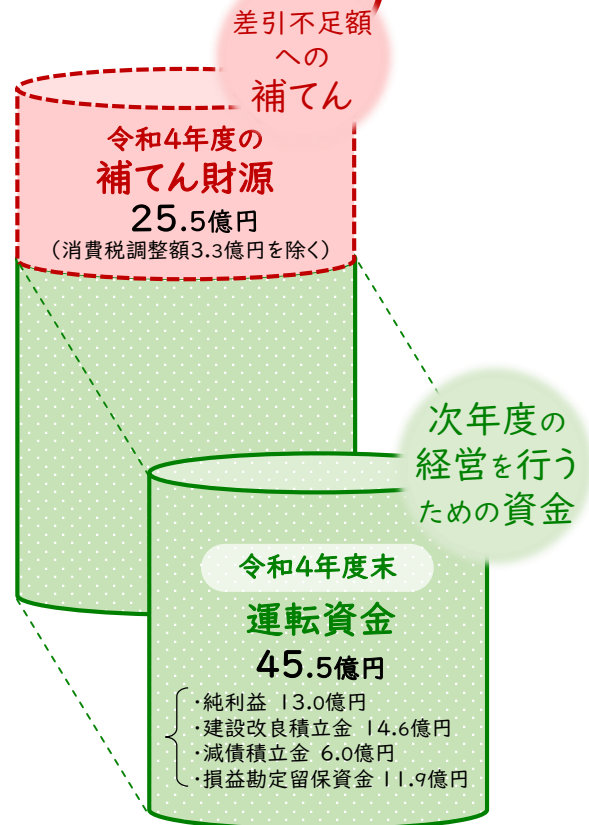 差引不足額
への
補てん
令和4年度の
補てん財源
25.5億円
（消費税調整額3.3億円を除く）
次年度の
経営を行う
ための資金
令和4年度末
運転資金
45.5億円
・純利益 13.0億円
・建設改良積立金 14.6億円
・減債積立金 6.0億円
・損益勘定留保資金 11.9億円